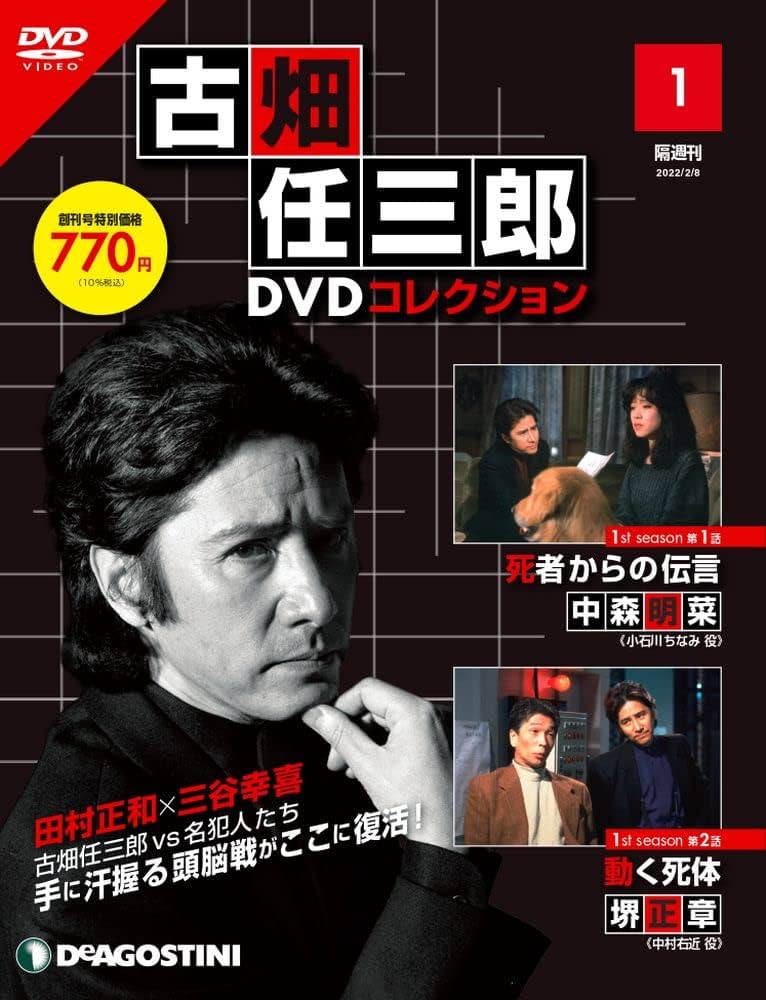 DVD
VIDEO
古畑
任三郎
DVDコレクション
1
隔週刊
2022/2/8
創刊号特別価格
770円
(10%税込)
1st season 第1話
死者からの伝言
中森明菜
《小石川ちなみ 役》
1st season 第2話
動く死体
堺正章
《中村右近 役》
田村正和×三谷幸喜
古畑任三郎vs名犯人たち
手に汗握る頭脳戦がここに復活!
DeAGOSTINI